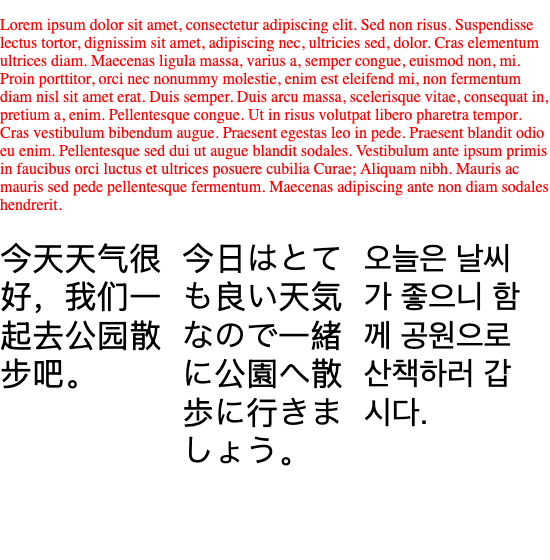 Lorem ipsum dolor sit amet, consectetur adipiscing elit. Sed non risus. Suspendisse
lectus tortor, dignissim sit amet, adipiscing nec, ultricies sed, dolor. Cras elementum
ultrices diam. Maecenas ligula massa, varius a, semper congue, euismod non, mi.
Proin porttitor, orci nec nonummy molestie, enim est eleifend mi, non fermentum
diam nisl sit amet erat. Duis semper. Duis arcu massa, scelerisque vitae, consequat in,
pretium a, enim. Pellentesque congue. Ut in risus volutpat libero pharetra tempor.
Cras vestibulum bibendum augue. Praesent egestas leo in pede. Praesent blandit odio
eu enim. Pellentesque sed dui ut augue blandit sodales. Vestibulum ante ipsum primis
in faucibus orci luctus et ultrices posuere cubilia Curae; Aliquam nibh. Mauris ac
mauris sed pede pellentesque fermentum. Maecenas adipiscing ante non diam sodales
hendrerit.
今天天气很
好，我们一
起去公园散
步吧。
今日はとて
も良い天気
なので一緒
に公園へ散
歩に行きま
しょう。
오늘은 날씨
가 좋으니 함
께 공원으로
산책하러 갑
시다.